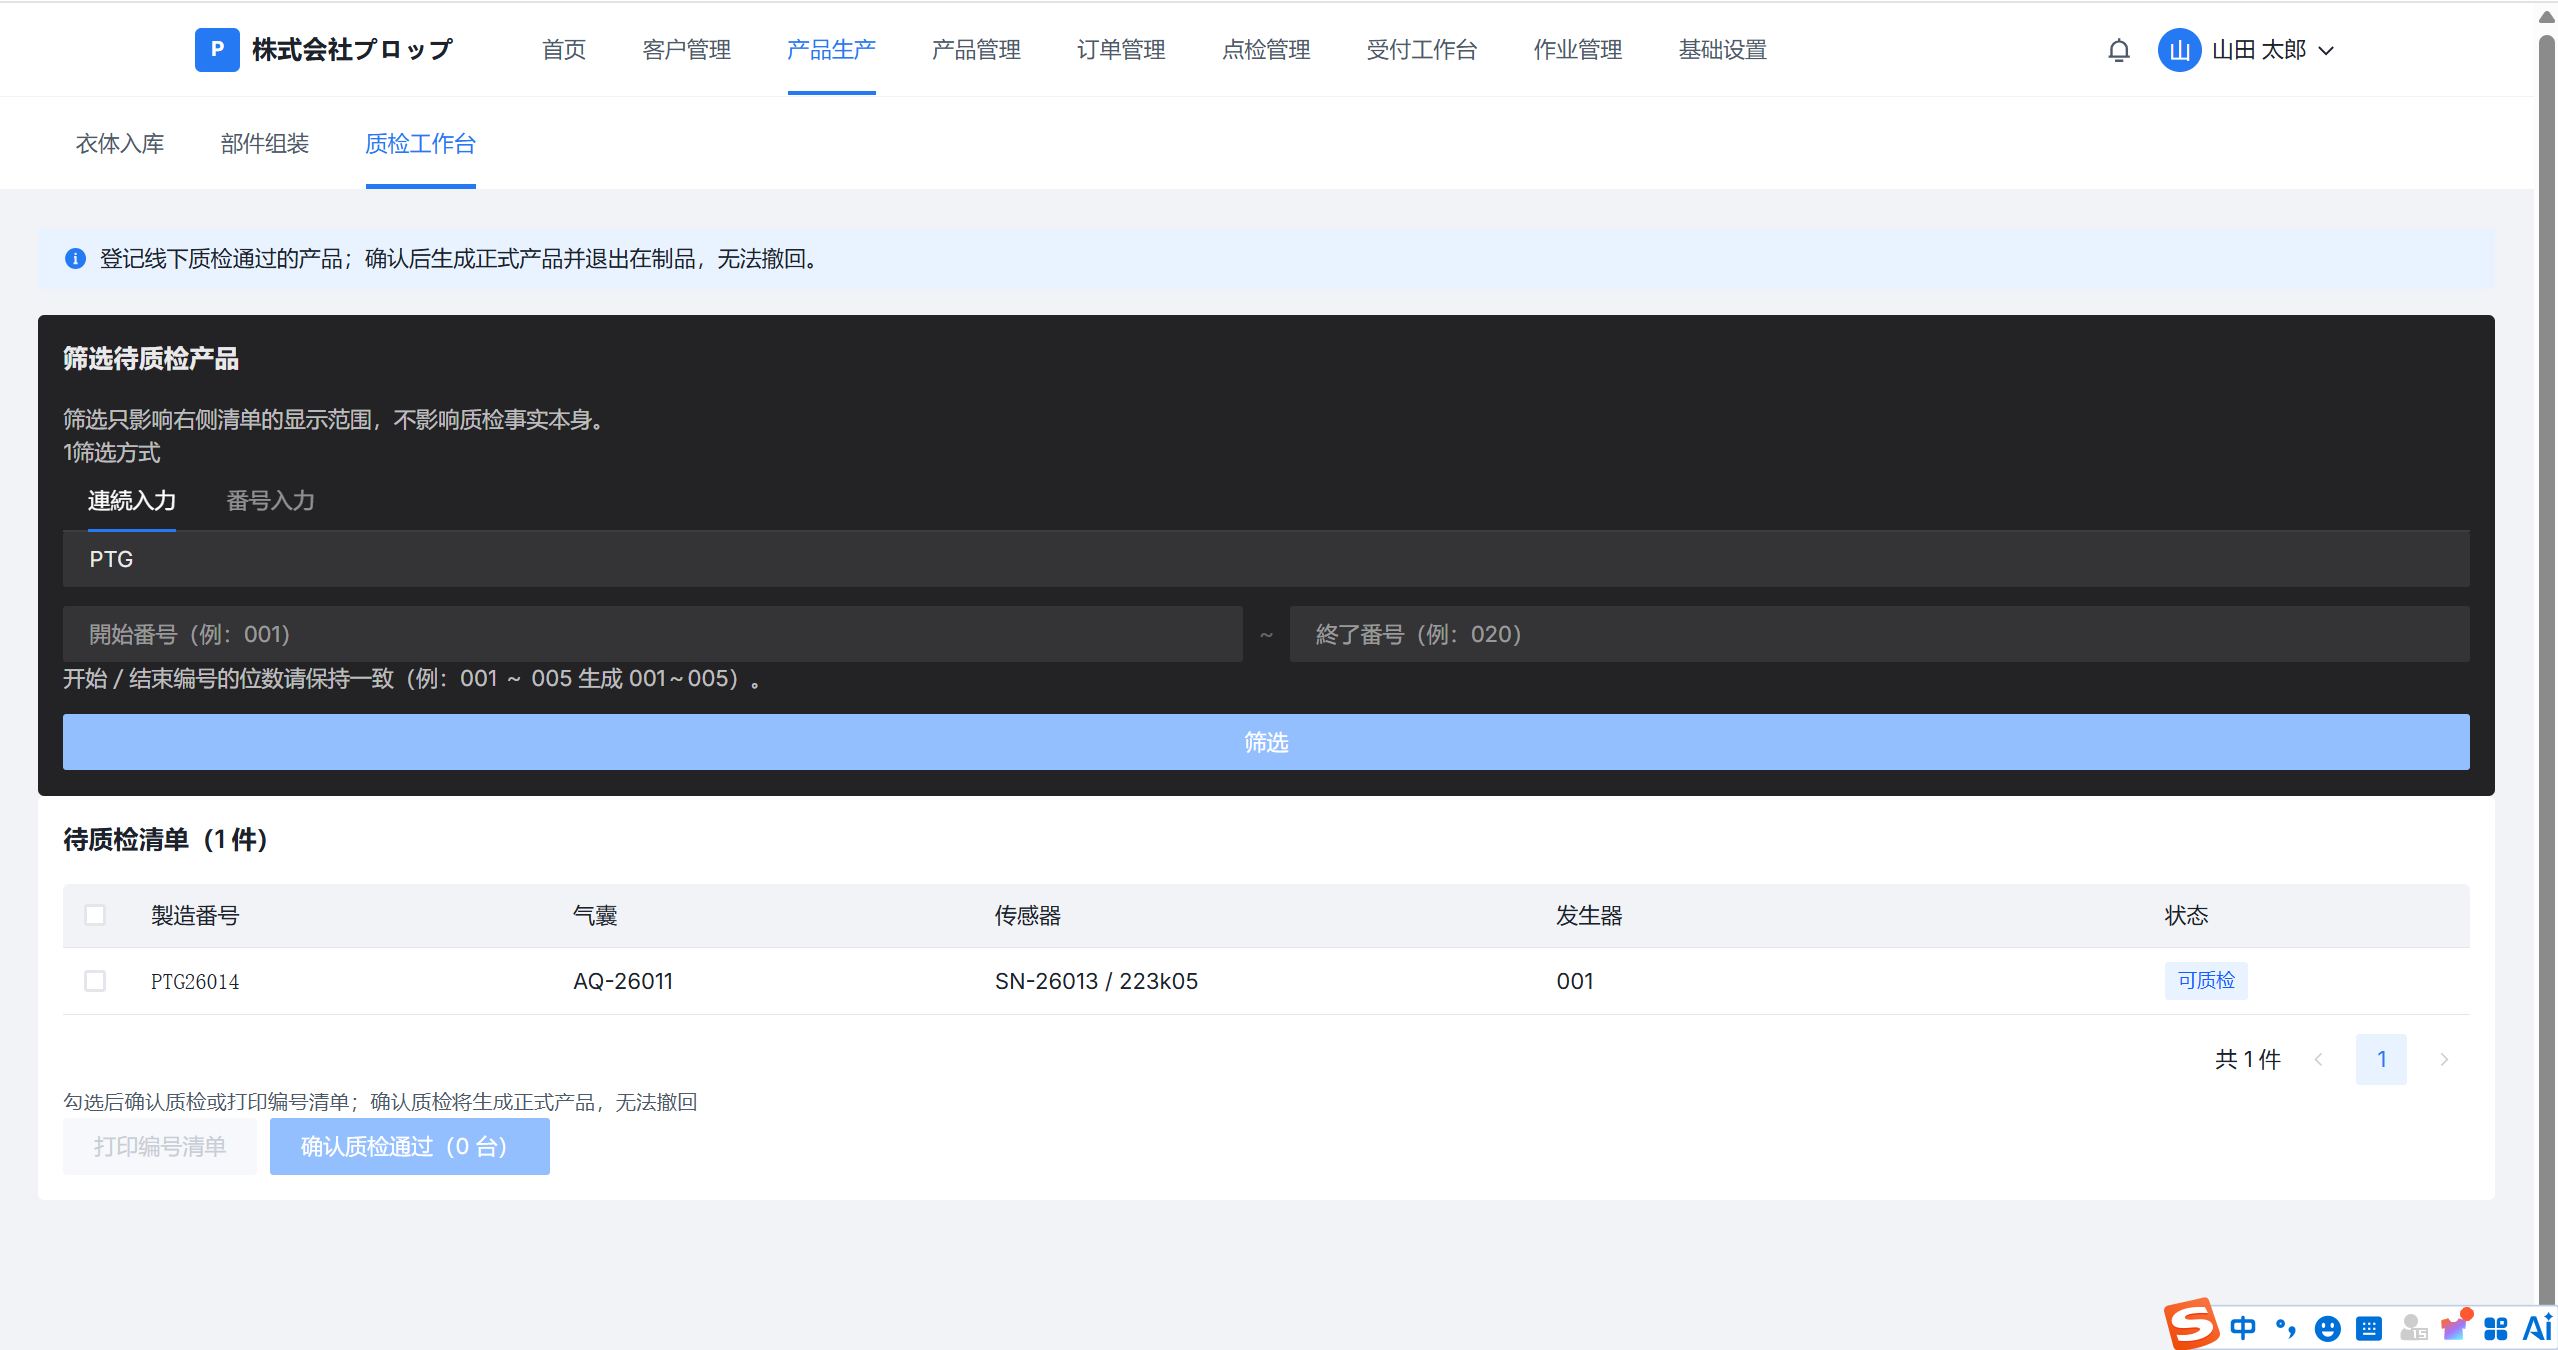 P 株式会社プロップ 首页 客户管理 产品生产 产品管理 订单管理 点检管理 受付工作台 作业管理 基础设置 山 山田 太郎
衣体入库 部件组装 质检工作台
登记线下质检通过的产品；确认后生成正式产品并退出在制品，无法撤回。
筛选待质检产品
筛选只影响右侧清单的显示范围，不影响质检事实本身。
1筛选方式
連続入力 番号入力
PTG
開始番号（例：001） ~ 終了番号（例：020）
开始 / 结束编号的位数请保持一致（例：001 ~ 005 生成 001~005）。
筛选
待质检清单（1 件）
製造番号 气囊 传感器 发生器 状态
PTG26014 AQ-26011 SN-26013 / 223k05 001 可质检
共 1 件 1
勾选后确认质检或打印编号清单；确认质检将生成正式产品，无法撤回
打印编号清单 确认质检通过（0 台）
S 中 °, 15 Ai